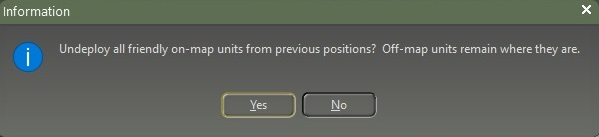 Information
Undeploy all friendly on-map units from previous positions?  Off-map units remain where they are.
Yes No